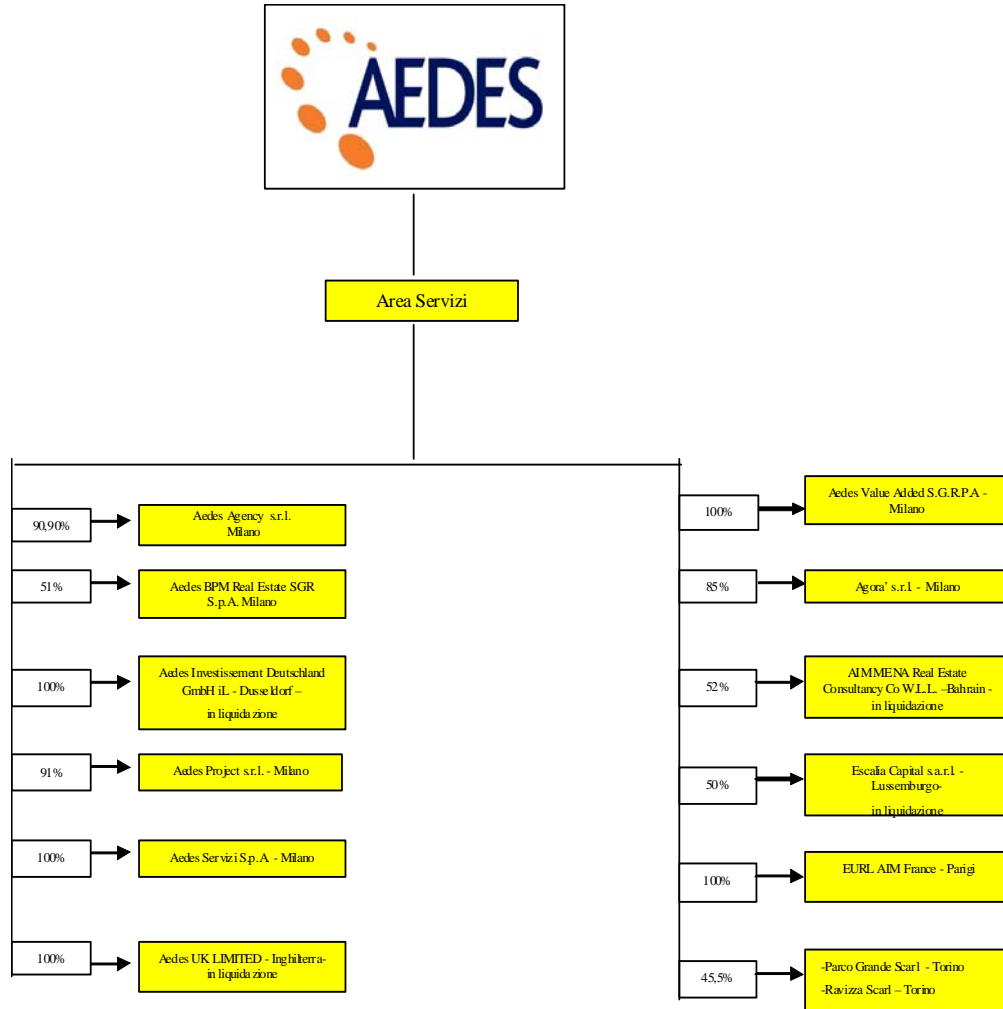 AEDES
Area Servizi
90,90%
Aedes Agency s.r.l.
Milano
51%
Aedes BPM Real Estate SGR
S.p.A. Milano
100%
Aedes Investissement Deutschland
GmbH iL - Dusseldorf –
in liquidazione
91%
Aedes Project s.r.l. - Milano
100%
Aedes Servizi S.p.A. - Milano
100%
Aedes UK LIMITED - Inghilterra-
in liquidazione
100%
Aedes Value Added S.G.R.P.A -
Milano
85%
Agora’ s.r.l. - Milano
52%
AIMMENA Real Estate
Consultancy Co W.L.L. –Bahrain -
in liquidazione
50%
Escalia Capital s.a.r.l. -
Lussemburgo-
in liquidazione
100%
EURL AIM France - Parigi
45,5%
-Parco Grande Scarl - Torino
-Ravizza Scarl – Torino